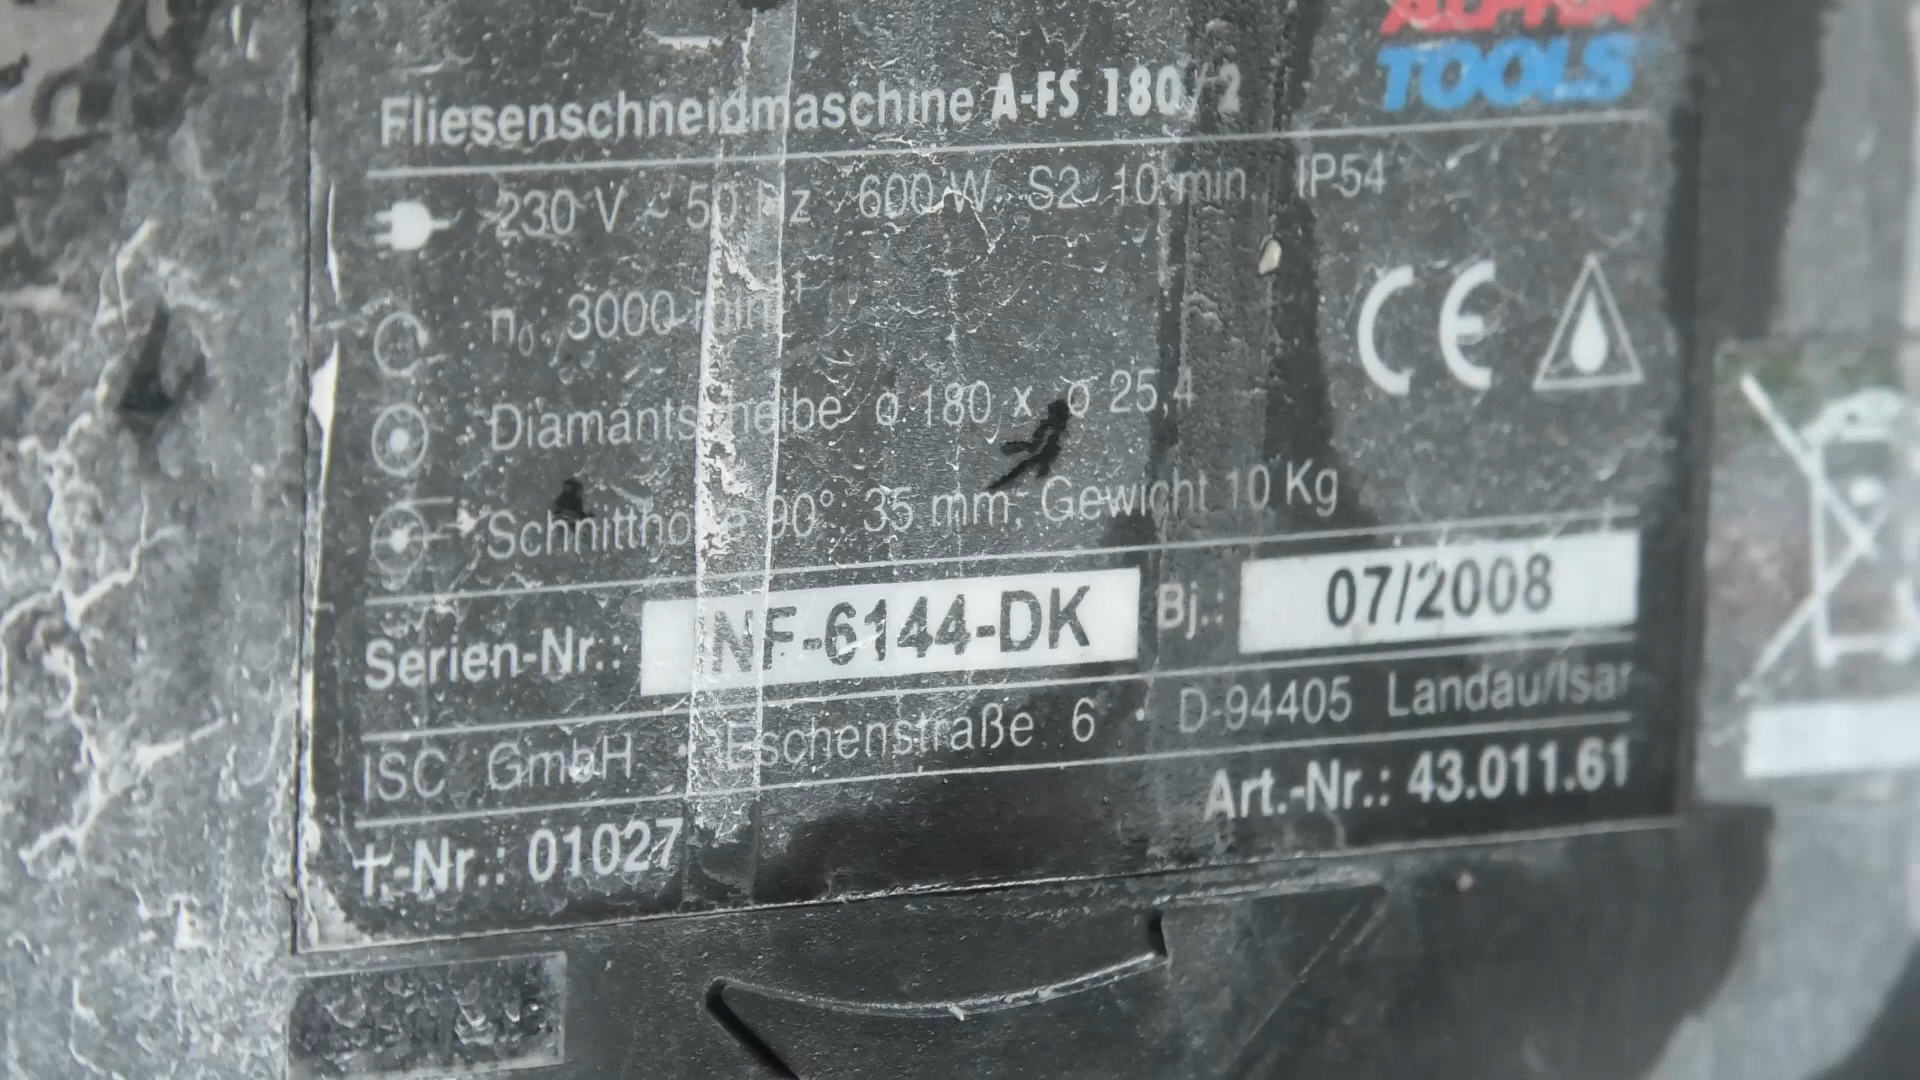 ALPHA
TOOLS
Fliesenschneidmaschine A-FS 180/2
230 V ~ 50 Hz 600 W S2 10 min. IP54
n₀: 3000 min⁻¹
CE
Diamantscheibe ø 180 x ø 25,4
Schnitthöhe 90° 35 mm; Gewicht 10 Kg
Serien-Nr.: NF-6144-DK Bj.: 07/2008
ISC GmbH · Eschenstraße 6 · D-94405 Landau/Isar
I.-Nr.: 01027 Art.-Nr.: 43.011.61